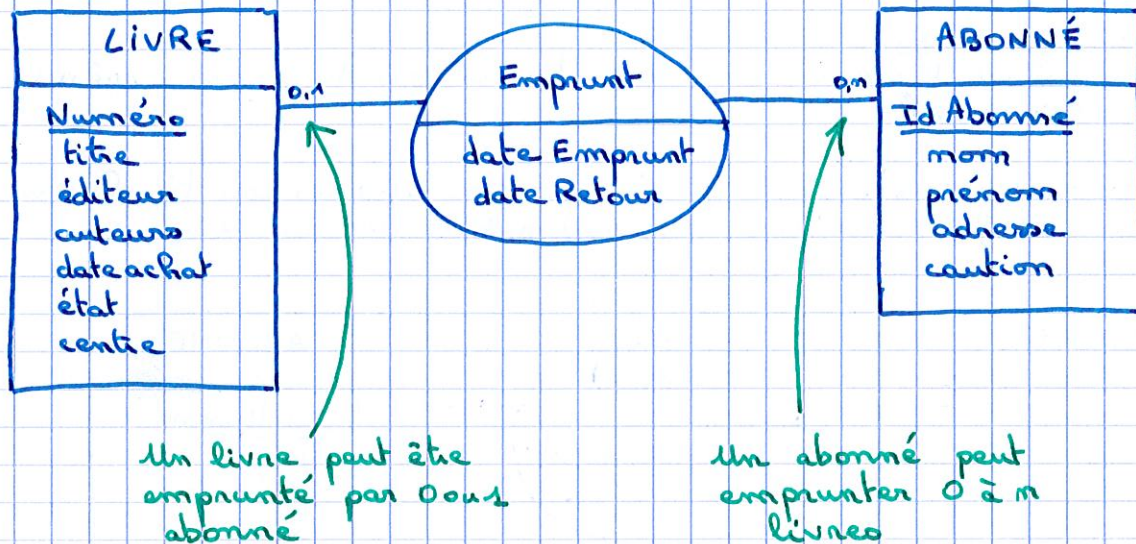 LiVRE
Numéro
titre
éditeur
auteurs
date achat
état
centre
0,1
Emprunt
date Emprunt
date Retour
0,n
ABONNÉ
Id Abonné
nom
prénom
adresse
caution
Un livre peut être
emprunté par 0 ou 1
abonné
Un abonné peut
emprunter 0 à n
livres